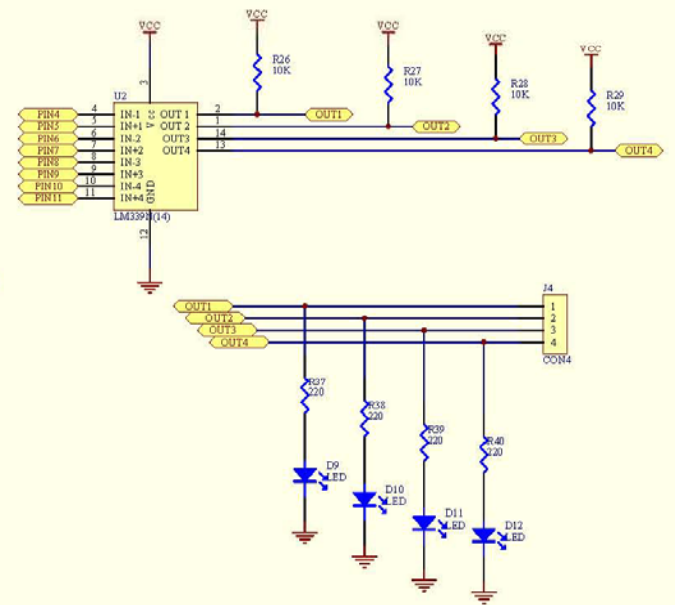 VCC
VCC
VCC
VCC
VCC
R26
10K
R27
10K
R28
10K
R29
10K
3
U2
PIN4 4 IN-1 VCC OUT 1 2 OUT1
PIN5 5 IN+1 OUT 2 1 OUT2
PIN6 6 IN-2 OUT3 14 OUT3
PIN7 7 IN+2 OUT4 13 OUT4
PIN8 8 IN-3
PIN9 9 IN+3
PIN10 10 IN-4 GND
PIN11 11 IN+4
LM339N(14)
12
J4
OUT1 1
OUT2 2
OUT3 3
OUT4 4
CON4
R37
220
R38
220
R39
220
R40
220
D9
LED
D10
LED
D11
LED
D12
LED